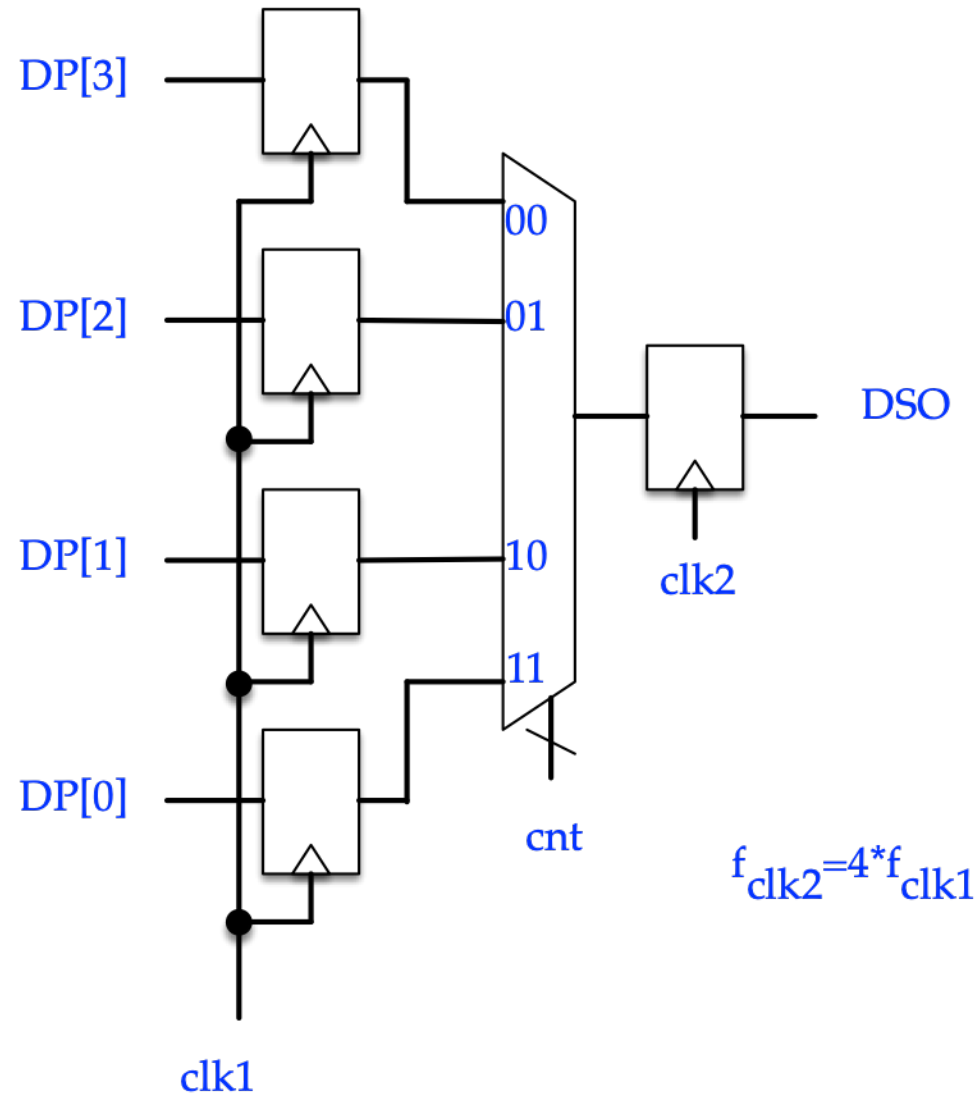 DP[3]
00
DP[2]
01
DSO
DP[1]
10
clk2
11
DP[0]
cnt
fclk2=4*fclk1
clk1